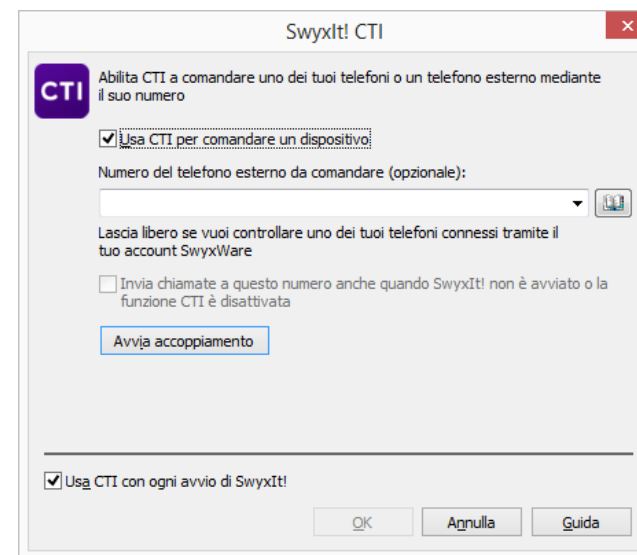 SwyxIt! CTI
CTI
Abilita CTI a comandare uno dei tuoi telefoni o un telefono esterno mediante
il suo numero
Usa CTI per comandare un dispositivo
Numero del telefono esterno da comandare (opzionale):
Lascia libero se vuoi controllare uno dei tuoi telefoni connessi tramite il
tuo account SwyxWare
Invia chiamate a questo numero anche quando SwyxIt! non è avviato o la
funzione CTI è disattivata
Avvia accoppiamento
Usa CTI con ogni avvio di SwyxIt!
OK Annulla Guida